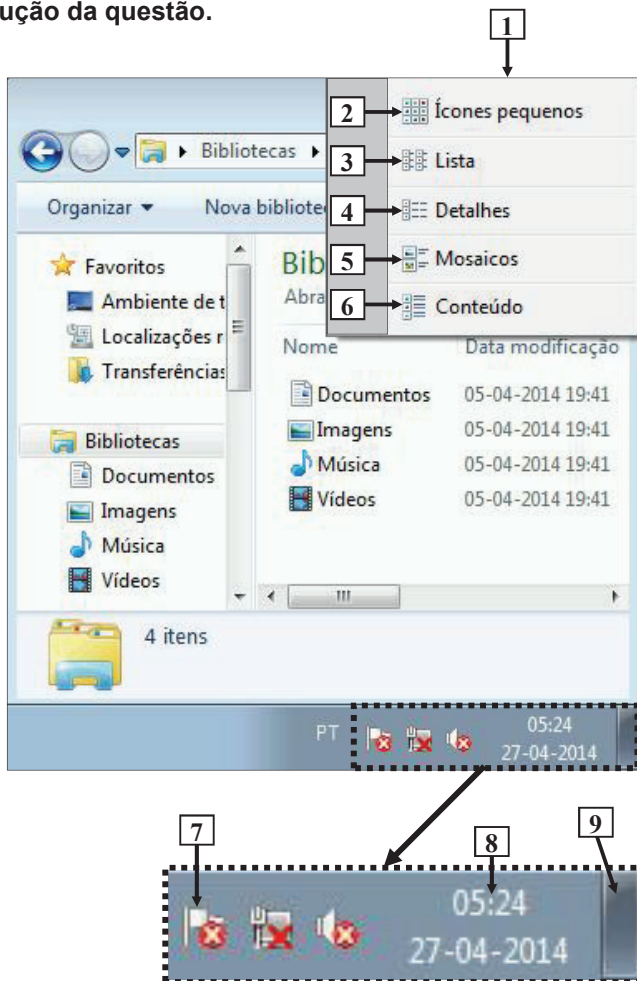 ução da questão.
1
2 Ícones pequenos
3 Lista
4 Detalhes
5 Mosaicos
6 Conteúdo
Bibliotecas
Organizar Nova bibliote
Favoritos
Ambiente de t
Localizações r
Transferências
Bibliotecas
Documentos
Imagens
Música
Vídeos
Bib
Abra
Nome Data modificação
Documentos 05-04-2014 19:41
Imagens 05-04-2014 19:41
Música 05-04-2014 19:41
Vídeos 05-04-2014 19:41
4 itens
PT 05:24
27-04-2014
7 8 9
05:24
27-04-2014